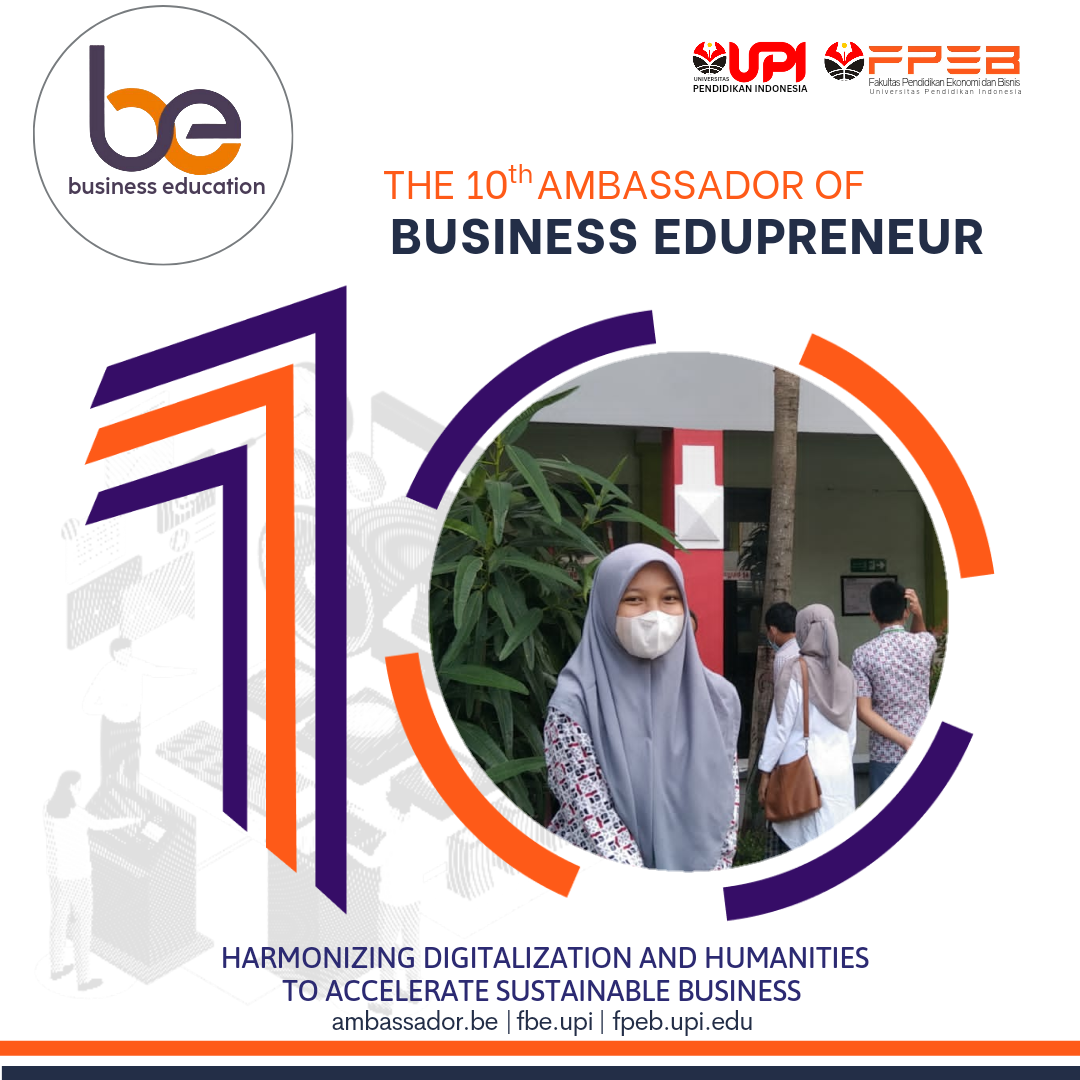 be
business education
UPI
UNIVERSITAS
PENDIDIKAN INDONESIA
FPEB
Fakultas Pendidikan Ekonomi dan Bisnis
Universitas Pendidikan Indonesia
THE 10th AMBASSADOR OF
BUSINESS EDUPRENEUR
10
HARMONIZING DIGITALIZATION AND HUMANITIES
TO ACCELERATE SUSTAINABLE BUSINESS
ambassador.be | fbe.upi | fpeb.upi.edu